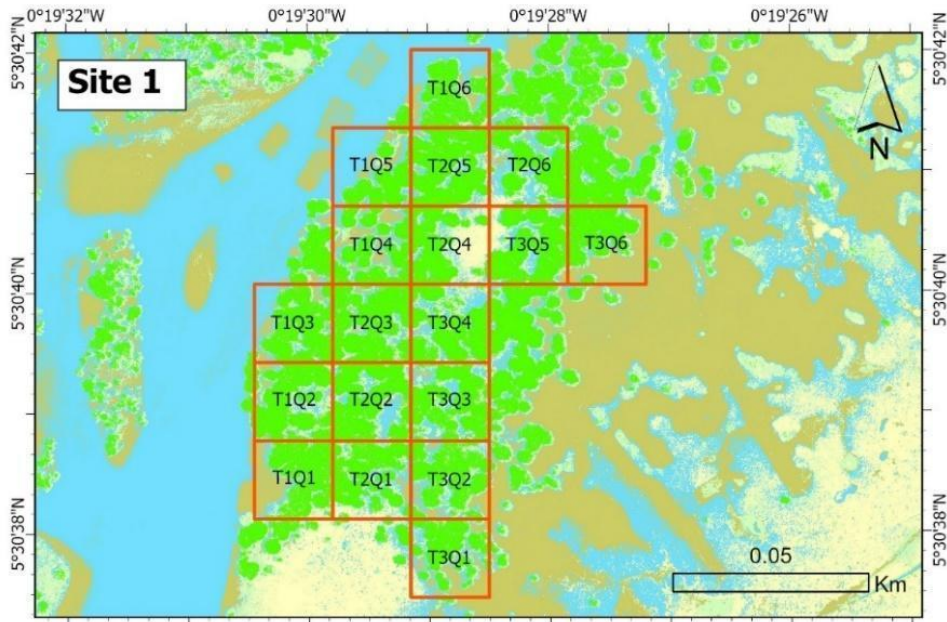 0°19'32"W 0°19'30"W 0°19'28"W 0°19'26"W
5°30'42"N 5°30'42"N
Site 1
N
T1Q6
T1Q5 T2Q5 T2Q6
T1Q4 T2Q4 T3Q5 T3Q6
5°30'40"N 5°30'40"N
T1Q3 T2Q3 T3Q4
T1Q2 T2Q2 T3Q3
T1Q1 T2Q1 T3Q2
5°30'38"N 5°30'38"N
T3Q1
0.05
Km